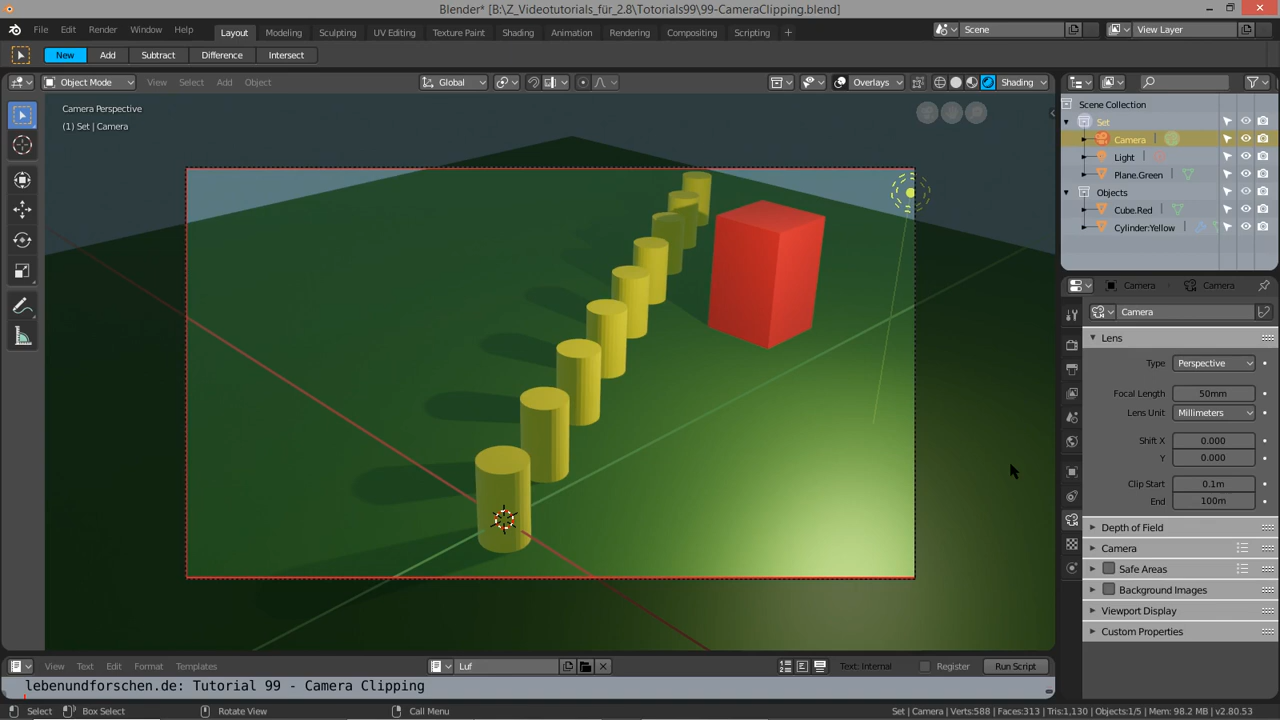 Blender* [B:\Z_Videotutorials_für_2.8\Totorials99\99-CameraClipping.blend]
File Edit Render Window Help Layout Modeling Sculpting UV Editing Texture Paint Shading Animation Rendering Compositing Scripting + Scene View Layer
New Add Subtract Difference Intersect
Object Mode View Select Add Object Global Overlays Shading
Camera Perspective
(1) Set | Camera
Scene Collection
Set
Camera
Light
Plane.Green
Objects
Cube.Red
Cylinder:Yellow
Camera Camera
Camera
Lens
Type Perspective
Focal Length 50mm
Lens Unit Millimeters
Shift X 0.000
Y 0.000
Clip Start 0.1m
End 100m
Depth of Field
Camera
Safe Areas
Background Images
Viewport Display
Custom Properties
View Text Edit Format Templates Luf Text: Internal Register Run Script
lebenundforschen.de: Tutorial 99 - Camera Clipping
Select Box Select Rotate View Call Menu Set | Camera | Verts:588 | Faces:313 | Tris:1,130 | Objects:1/5 | Mem: 98.2 MB | v2.80.53